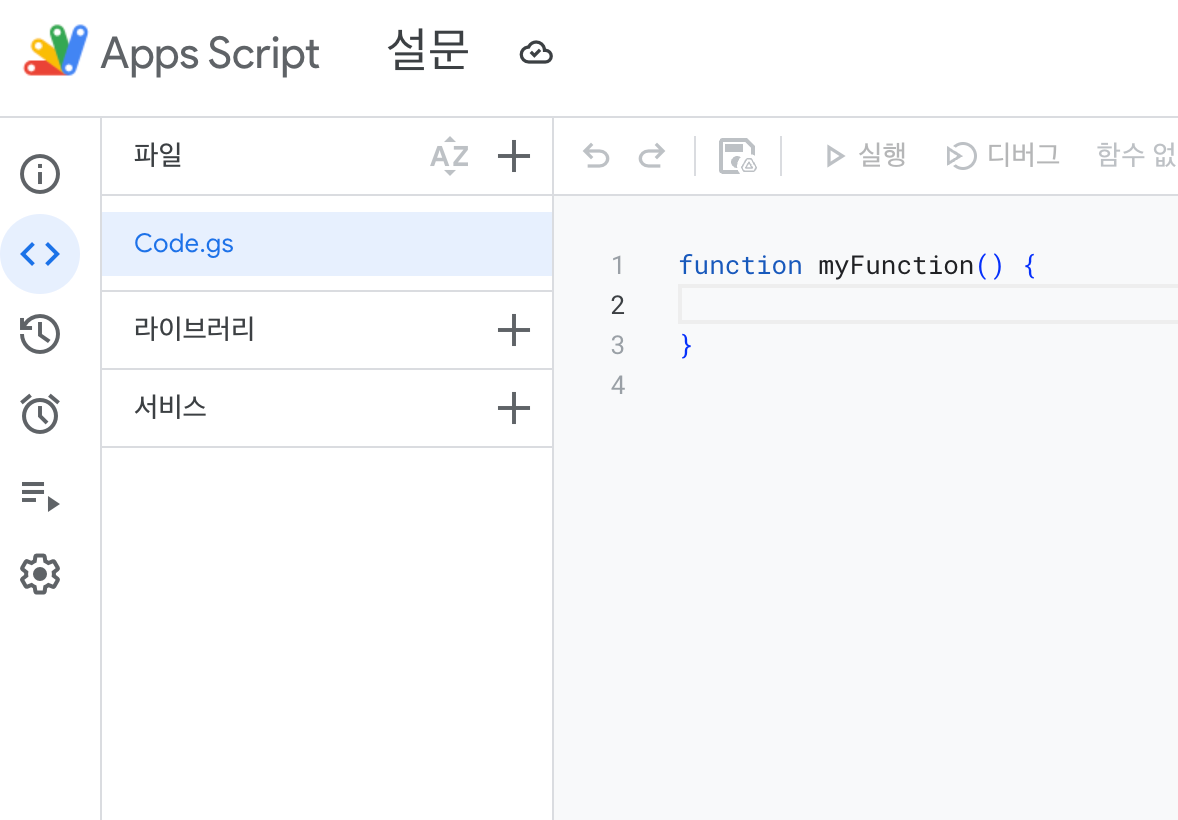 Apps Script 설문
파일 AZ
실행 디버그 함수 없
Code.gs
라이브러리
서비스
1 function myFunction() {
2
3 }
4